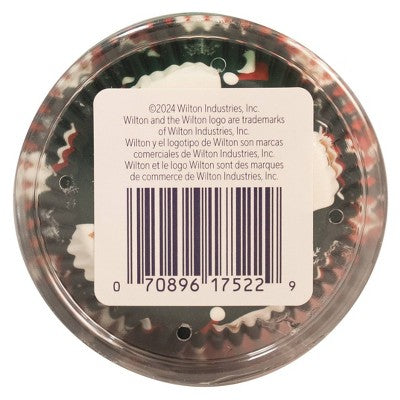 ©2024 Wilton Industries, Inc.
Wilton and the Wilton logo are trademarks
of Wilton Industries, Inc.
Wilton y el logotipo de Wilton son marcas
comerciales de Wilton Industries, Inc.
Wilton et le logo Wilton sont des marques
de commerce de Wilton Industries, Inc.
0 70896 17522 9